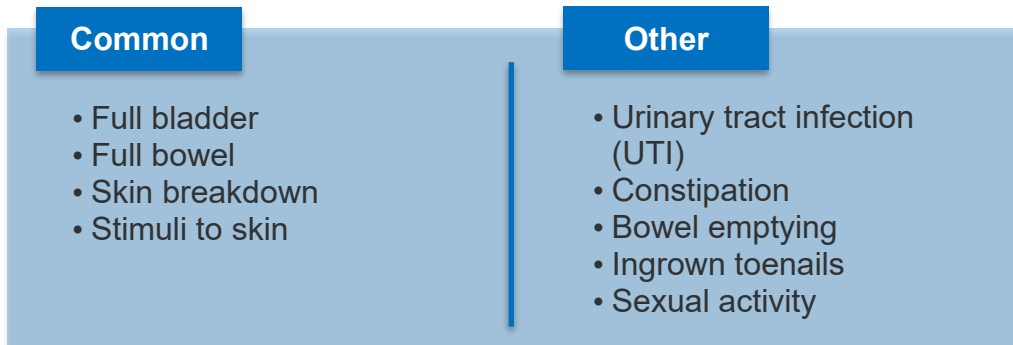 Common
• Full bladder
• Full bowel
• Skin breakdown
• Stimuli to skin
Other
• Urinary tract infection
(UTI)
• Constipation
• Bowel emptying
• Ingrown toenails
• Sexual activity